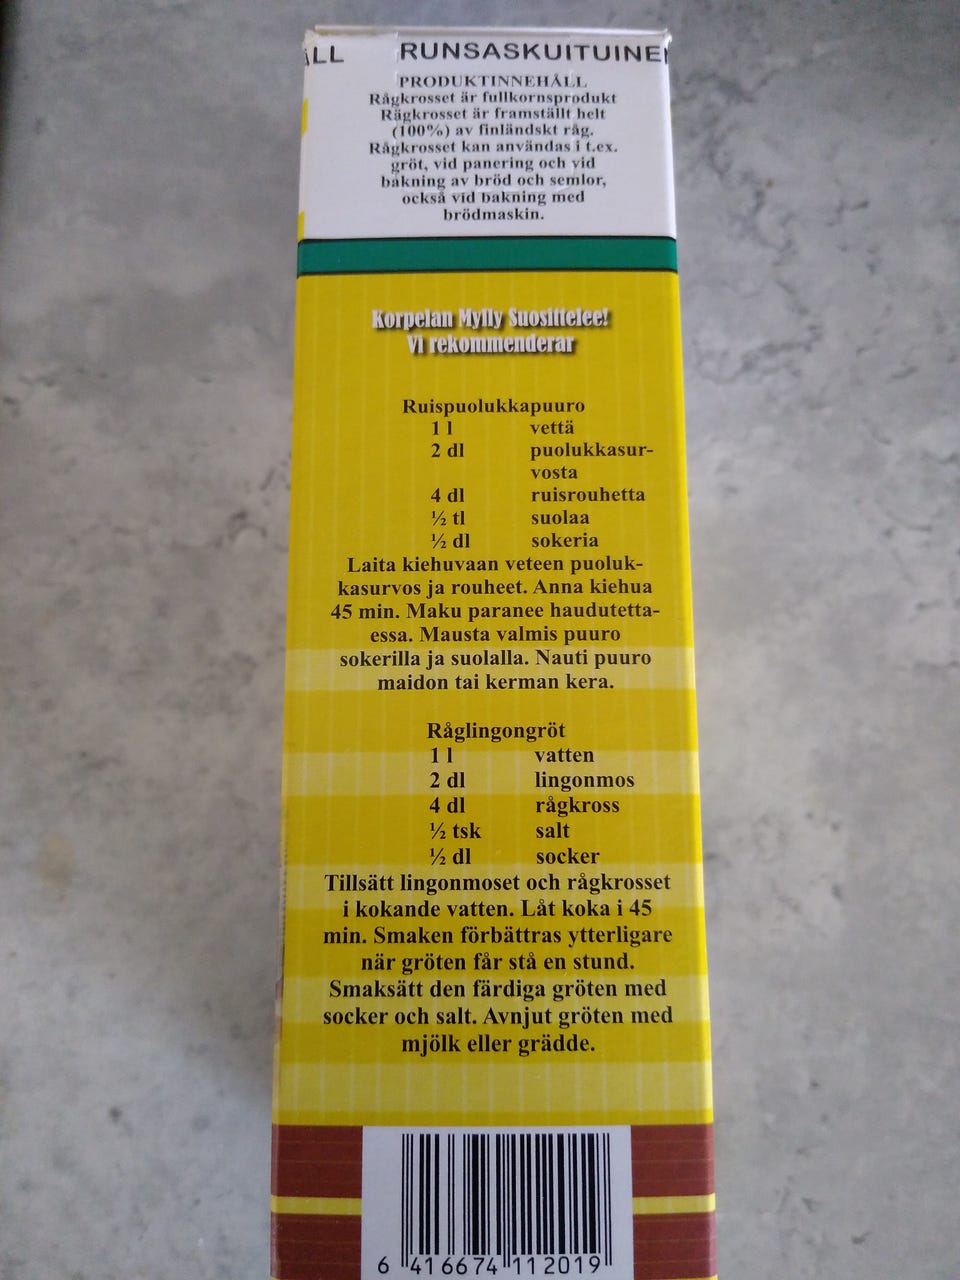 ÄLL RUNSASKUITUINE
PRODUKTINNEHÅLL
Rågkrosset är fullkornsprodukt
Rågkrosset är framställt helt
(100%) av finländskt råg.
Rågkrosset kan användas i t.ex.
gröt, vid panering och vid
bakning av bröd och semlor,
också vid bakning med
brödmaskin.
Korpelan Mylly Suosittelee!
Vi rekommenderar
Ruispuolukkapuuro
1 l vettä
2 dl puolukkasur-
vosta
4 dl ruisrouhetta
½ tl suolaa
½ dl sokeria
Laita kiehuvaan veteen puoluk-
kasurvos ja rouheet. Anna kiehua
45 min. Maku paranee haudutetta-
essa. Mausta valmis puuro
sokerilla ja suolalla. Nauti puuro
maidon tai kerman kera.
Råglingongröt
1 l vatten
2 dl lingonmos
4 dl rågkross
½ tsk salt
½ dl socker
Tillsätt lingonmoset och rågkrosset
i kokande vatten. Låt koka i 45
min. Smaken förbättras ytterligare
när gröten får stå en stund.
Smaksätt den färdiga gröten med
socker och salt. Avnjut gröten med
mjölk eller grädde.
6 416674 112019